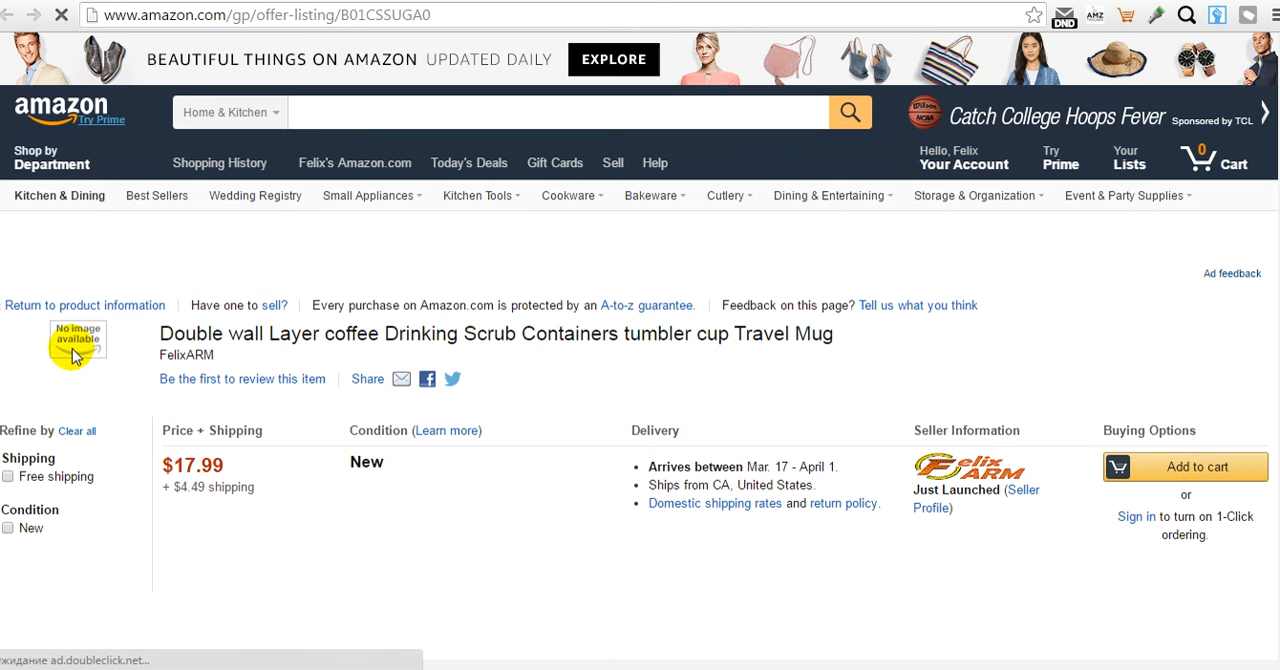 www.amazon.com/gp/offer-listing/B01CSSUGA0
DND
AMZ
BEAUTIFUL THINGS ON AMAZON UPDATED DAILY EXPLORE
amazon
Try Prime
Home & Kitchen
Wilson
NCAA
Catch College Hoops Fever Sponsored by TCL
Shop by
Department
Shopping History Felix's Amazon.com Today's Deals Gift Cards Sell Help
Hello, Felix
Your Account
Try
Prime
Your
Lists
0
Cart
Kitchen & Dining Best Sellers Wedding Registry Small Appliances Kitchen Tools Cookware Bakeware Cutlery Dining & Entertaining Storage & Organization Event & Party Supplies
Ad feedback
Return to product information Have one to sell? Every purchase on Amazon.com is protected by an A-to-z guarantee. Feedback on this page? Tell us what you think
No image
available
Double wall Layer coffee Drinking Scrub Containers tumbler cup Travel Mug
FelixARM
Be the first to review this item Share
Refine by Clear all
Shipping
Free shipping
Condition
New
Price + Shipping Condition (Learn more) Delivery Seller Information Buying Options
$17.99
+ $4.49 shipping
New
• Arrives between Mar. 17 - April 1.
• Ships from CA, United States.
• Domestic shipping rates and return policy.
Felix
ARM
Just Launched (Seller
Profile)
Add to cart
or
Sign in to turn on 1-Click
ordering.
жидание ad.doubleclick.net...